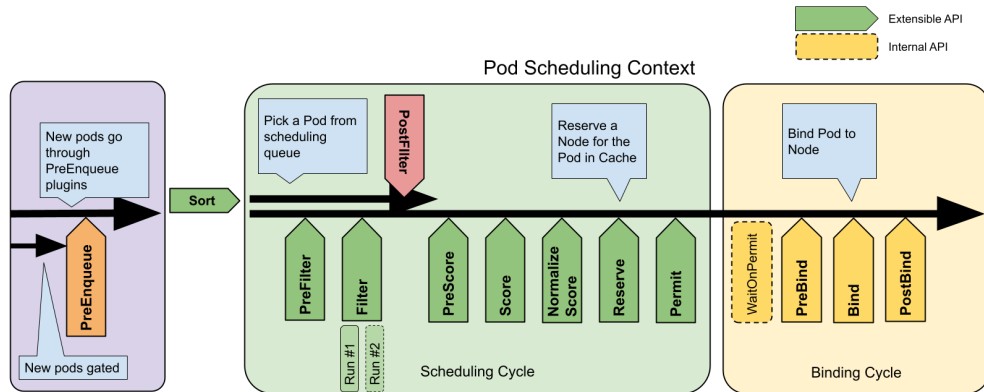 Extensible API
Internal API
Pod Scheduling Context
New pods go
through
PreEnqueue
plugins
PreEnqueue
New pods gated
Sort
Pick a Pod from
scheduling
queue
PostFIlter
Reserve a
Node for the
Pod in Cache
PreFilter
Filter
Run #1
Run #2
PreScore
Score
Normalize
Score
Reserve
Permit
Scheduling Cycle
Bind Pod to
Node
WaitOnPermit
PreBind
Bind
PostBind
Binding Cycle